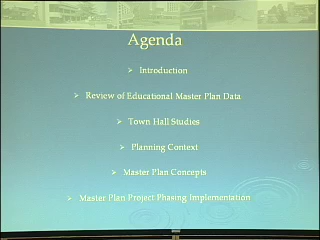 Agenda
➢ Introduction
➢ Review of Educational Master Plan Data
➢ Town Hall Studies
➢ Planning Context
➢ Master Plan Concepts
➢ Master Plan Project Phasing Implementation